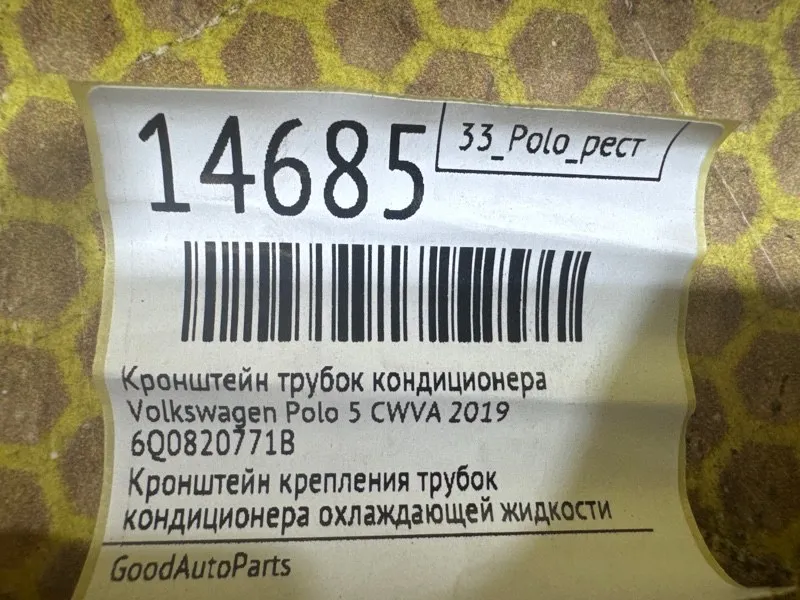 14685
33_Polo_рест
Кронштейн трубок кондиционера
Volkswagen Polo 5 CWVA 2019
6Q0820771B
Кронштейн крепления трубок
кондиционера охлаждающей жидкости
GoodAutoParts